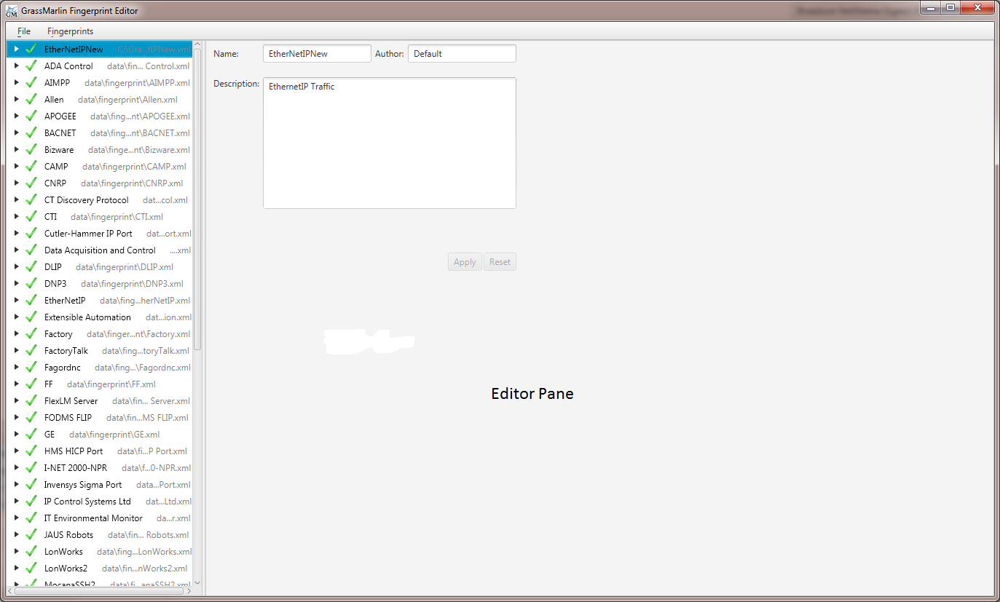 GrassMarlin Fingerprint Editor
File Fingerprints
EtherNetIPNew C:\Gra...tIPNew.xml
ADA Control data\fin... Control.xml
AIMPP data\fingerprint\AIMPP.xml
Allen data\fingerprint\Allen.xml
APOGEE data\fing...nt\APOGEE.xml
BACNET data\fing...nt\BACNET.xml
Bizware data\finge...nt\Bizware.xml
CAMP data\fingerprint\CAMP.xml
CNRP data\fingerprint\CNRP.xml
CT Discovery Protocol dat...col.xml
CTI data\fingerprint\CTI.xml
Cutler-Hammer IP Port dat...ort.xml
Data Acquisition and Control ....xml
DLIP data\fingerprint\DLIP.xml
DNP3 data\fingerprint\DNP3.xml
EtherNetIP data\fing...herNetIP.xml
Extensible Automation dat...ion.xml
Factory data\finger...nt\Factory.xml
FactoryTalk data\fing...toryTalk.xml
Fagordnc data\fing...\Fagordnc.xml
FF data\fingerprint\FF.xml
FlexLM Server data\fin... Server.xml
FODMS FLIP data\fin...MS FLIP.xml
GE data\fingerprint\GE.xml
HMS HICP Port data\fi...P Port.xml
I-NET 2000-NPR data\f...0-NPR.xml
Invensys Sigma Port data...Port.xml
IP Control Systems Ltd dat...Ltd.xml
IT Environmental Monitor da...r.xml
JAUS Robots data\fin... Robots.xml
LonWorks data\fing...LonWorks.xml
LonWorks2 data\fin...nWorks2.xml
MocanaSSH2 data\fi...anaSSH2.xml
Name: EtherNetIPNew Author: Default
Description: EthernetIP Traffic
Apply Reset
Editor Pane